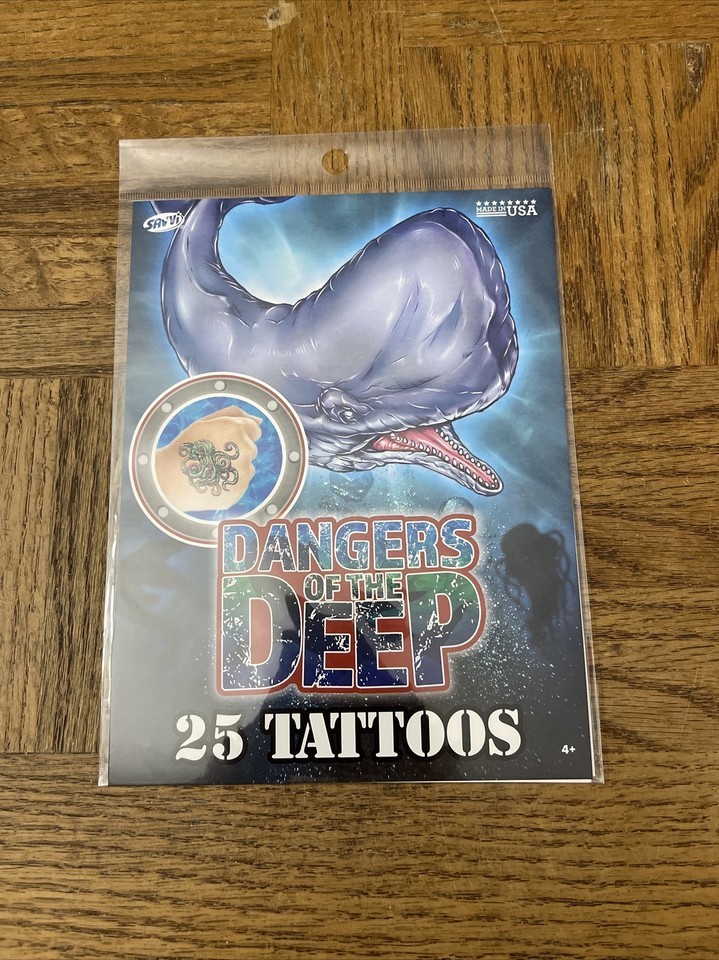 SAVVi
MADE IN USA
DANGERS
OF THE
DEEP
25 TATTOOS
4+